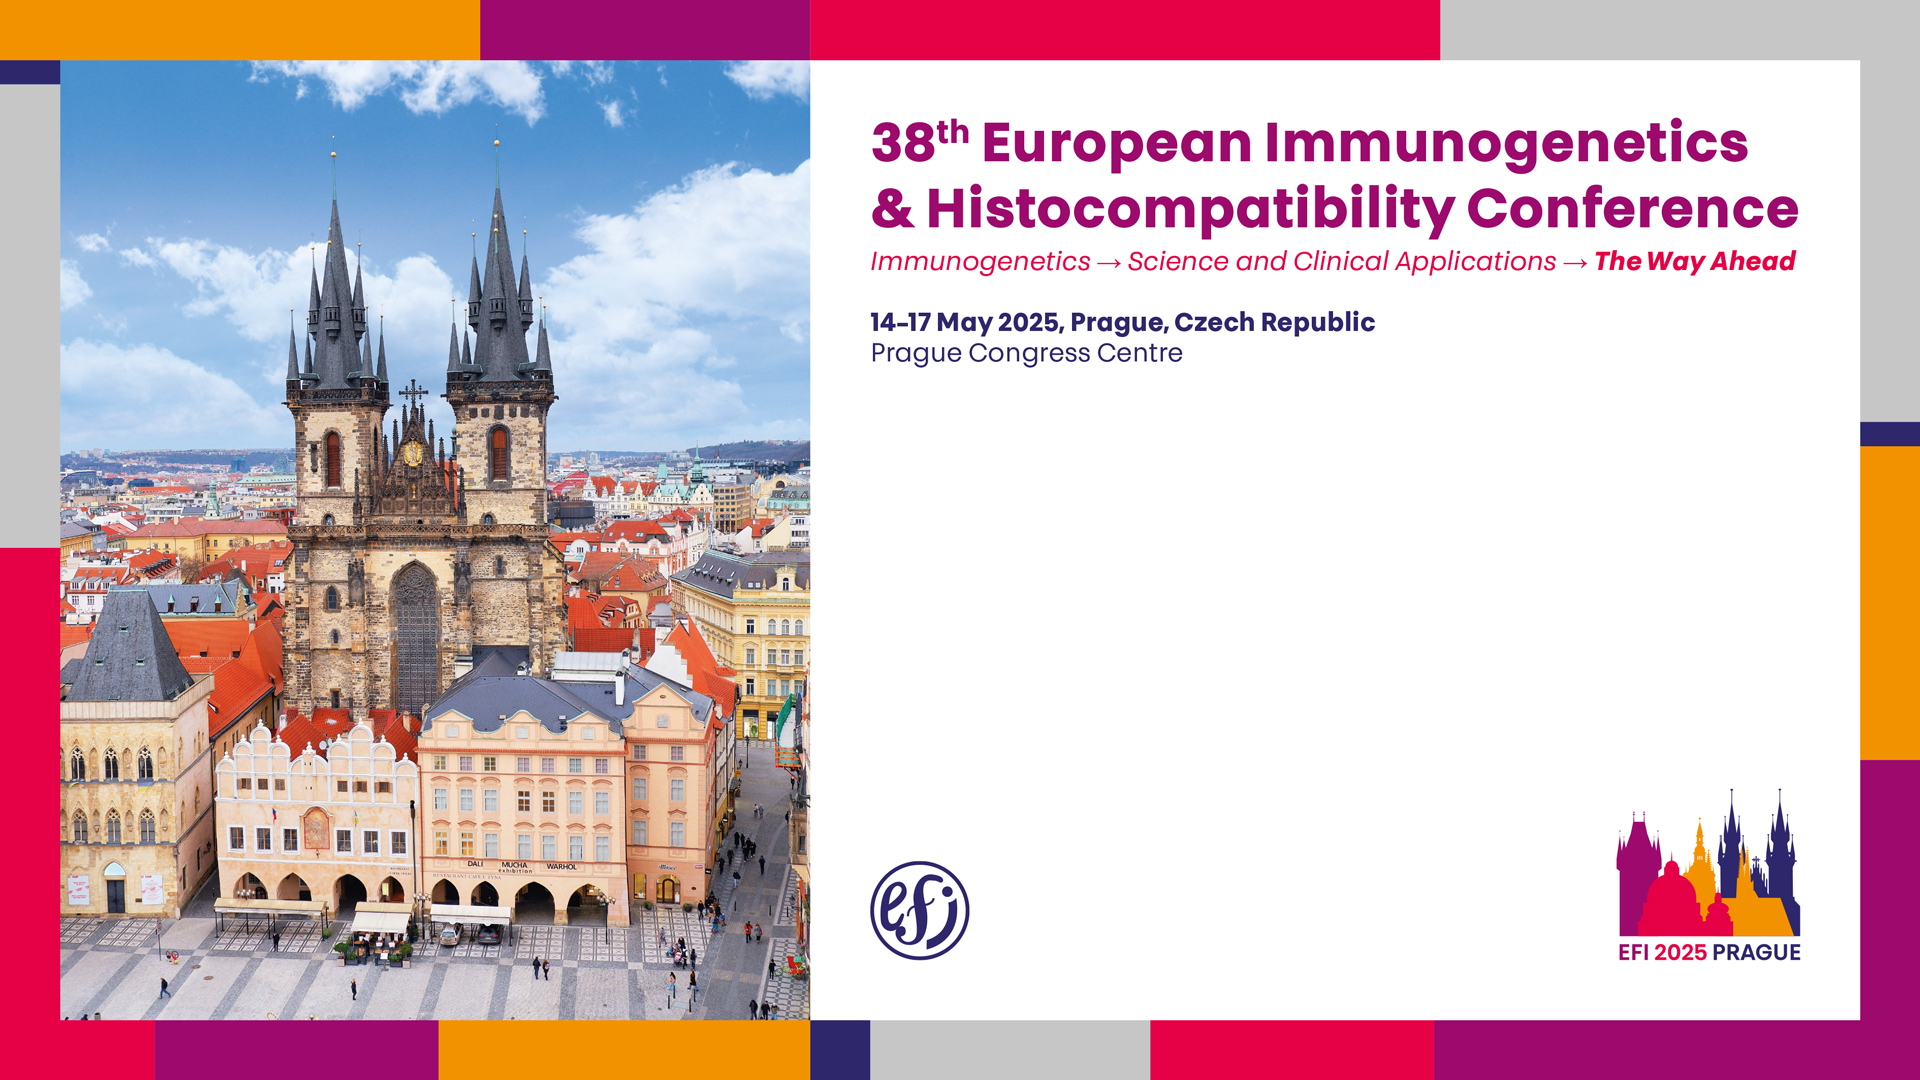 38th European Immunogenetics
& Histocompatibility Conference
Immunogenetics → Science and Clinical Applications → The Way Ahead
14–17 May 2025, Prague, Czech Republic
Prague Congress Centre
DALÍ MUCHA WARHOL
exhibition
efi
EFI 2025 PRAGUE